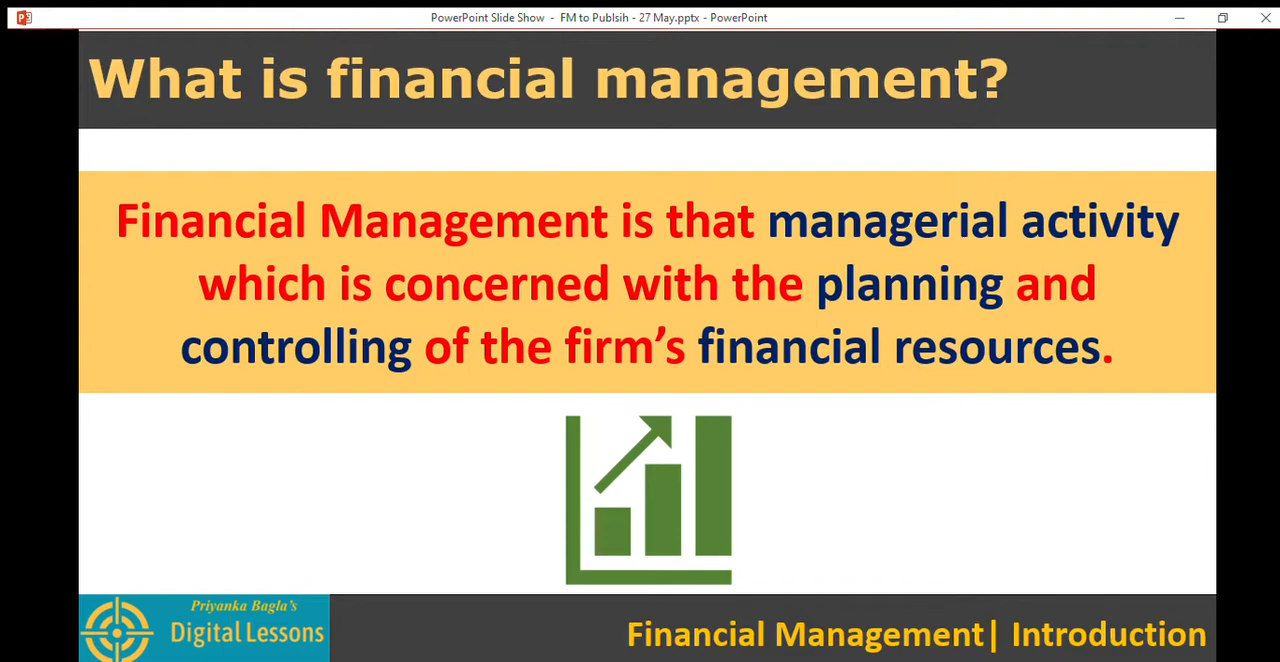 PowerPoint Slide Show - FM to Publsih - 27 May.pptx - PowerPoint
What is financial management?
Financial Management is that managerial activity
which is concerned with the planning and
controlling of the firm’s financial resources.
Priyanka Bagla's
Digital Lessons
Financial Management| Introduction